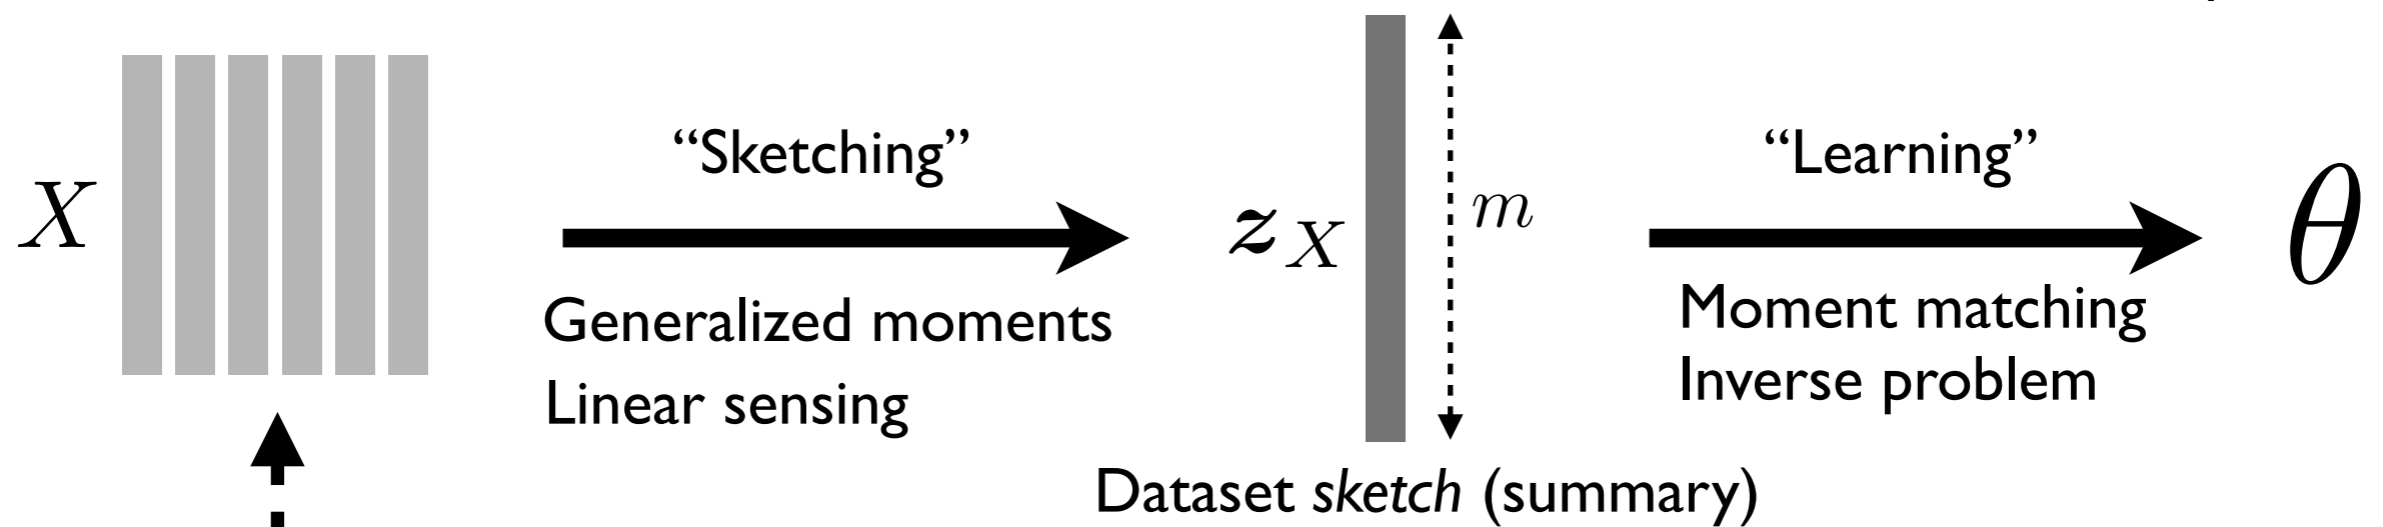 X
“Sketching”
Generalized moments
Linear sensing
z_X
m
Dataset sketch (summary)
“Learning”
Moment matching
Inverse problem
θ